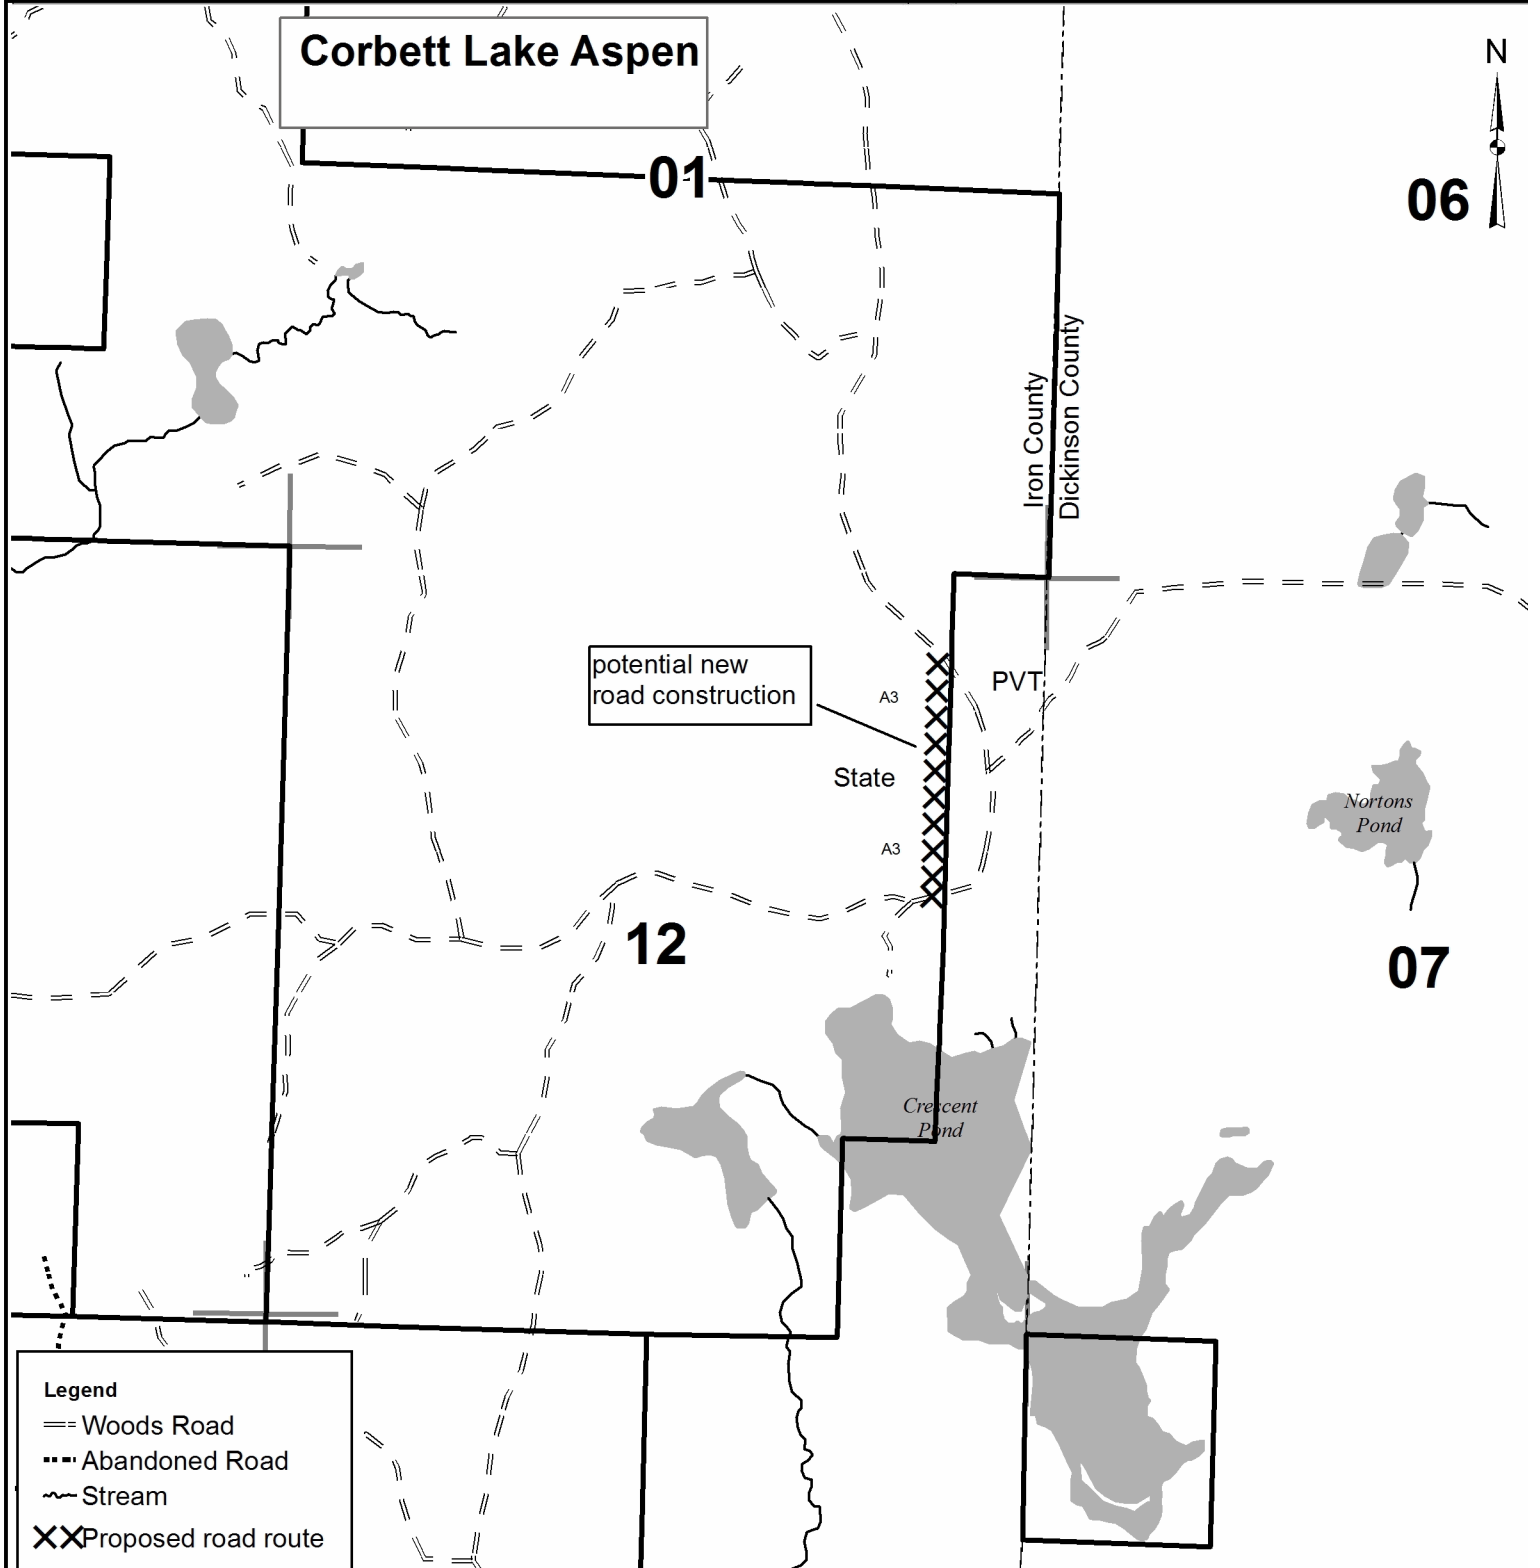 Corbett Lake Aspen
N
01
06
Iron County
Dickinson County
potential new
road construction
A3
PVT
State
A3
Nortons
Pond
12
07
Crescent
Pond
Legend
Woods Road
Abandoned Road
Stream
Proposed road route